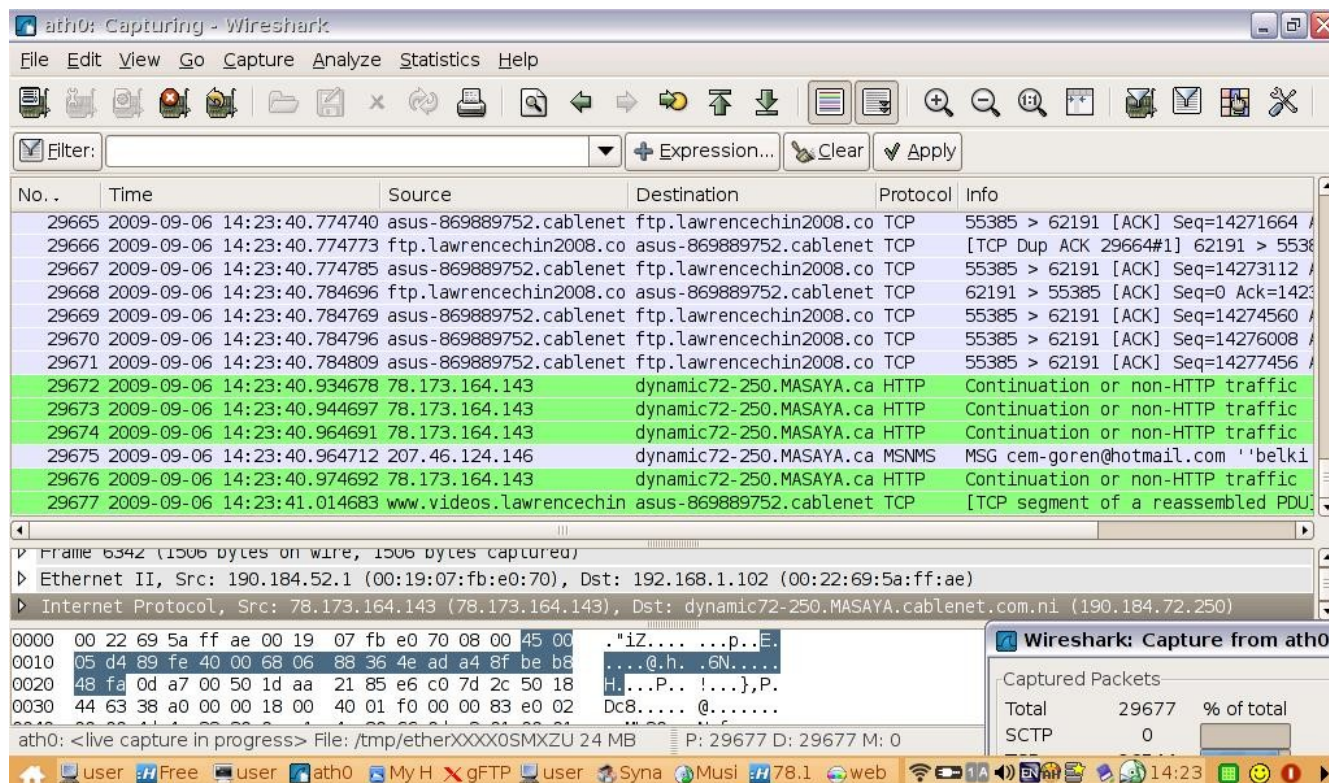 ath0: Capturing - Wireshark
File Edit View Go Capture Analyze Statistics Help
Filter: Expression... Clear Apply
No. . Time Source Destination Protocol Info
29665 2009-09-06 14:23:40.774740 asus-869889752.cablenet ftp.lawrencechin2008.co TCP 55385 > 62191 [ACK] Seq=14271664 A
29666 2009-09-06 14:23:40.774773 ftp.lawrencechin2008.co asus-869889752.cablenet TCP [TCP Dup ACK 29664#1] 62191 > 5538
29667 2009-09-06 14:23:40.774785 asus-869889752.cablenet ftp.lawrencechin2008.co TCP 55385 > 62191 [ACK] Seq=14273112 A
29668 2009-09-06 14:23:40.784696 ftp.lawrencechin2008.co asus-869889752.cablenet TCP 62191 > 55385 [ACK] Seq=0 Ack=1423
29669 2009-09-06 14:23:40.784769 asus-869889752.cablenet ftp.lawrencechin2008.co TCP 55385 > 62191 [ACK] Seq=14274560 A
29670 2009-09-06 14:23:40.784796 asus-869889752.cablenet ftp.lawrencechin2008.co TCP 55385 > 62191 [ACK] Seq=14276008 A
29671 2009-09-06 14:23:40.784809 asus-869889752.cablenet ftp.lawrencechin2008.co TCP 55385 > 62191 [ACK] Seq=14277456 A
29672 2009-09-06 14:23:40.934678 78.173.164.143 dynamic72-250.MASAYA.ca HTTP Continuation or non-HTTP traffic
29673 2009-09-06 14:23:40.944697 78.173.164.143 dynamic72-250.MASAYA.ca HTTP Continuation or non-HTTP traffic
29674 2009-09-06 14:23:40.964691 78.173.164.143 dynamic72-250.MASAYA.ca HTTP Continuation or non-HTTP traffic
29675 2009-09-06 14:23:40.964712 207.46.124.146 dynamic72-250.MASAYA.ca MSNMS MSG cem-goren@hotmail.com ''belki
29676 2009-09-06 14:23:40.974692 78.173.164.143 dynamic72-250.MASAYA.ca HTTP Continuation or non-HTTP traffic
29677 2009-09-06 14:23:41.014683 www.videos.lawrencechin asus-869889752.cablenet TCP [TCP segment of a reassembled PDU]
Frame 6342 (1506 bytes on wire, 1506 bytes captured)
Ethernet II, Src: 190.184.52.1 (00:19:07:fb:e0:70), Dst: 192.168.1.102 (00:22:69:5a:ff:ae)
Internet Protocol, Src: 78.173.164.143 (78.173.164.143), Dst: dynamic72-250.MASAYA.cablenet.com.ni (190.184.72.250)
0000 00 22 69 5a ff ae 00 19 07 fb e0 70 08 00 45 00 ."iZ.... ...p..E.
0010 05 d4 89 fe 40 00 68 06 88 36 4e ad a4 8f be b8 ....@.h. .6N.....
0020 48 fa 0d a7 00 50 1d aa 21 85 e6 c0 7d 2c 50 18 H....P.. !...},P.
0030 44 63 38 a0 00 00 18 00 40 01 f0 00 00 83 e0 02 Dc8..... @.......
Wireshark: Capture from ath0
Captured Packets
Total 29677 % of total
SCTP 0
ath0: <live capture in progress> File: /tmp/etherXXXX0SMXZU 24 MB P: 29677 D: 29677 M: 0
user Free user ath0 My H gFTP user Syna Musi 78.1 web 1A EN 14:23